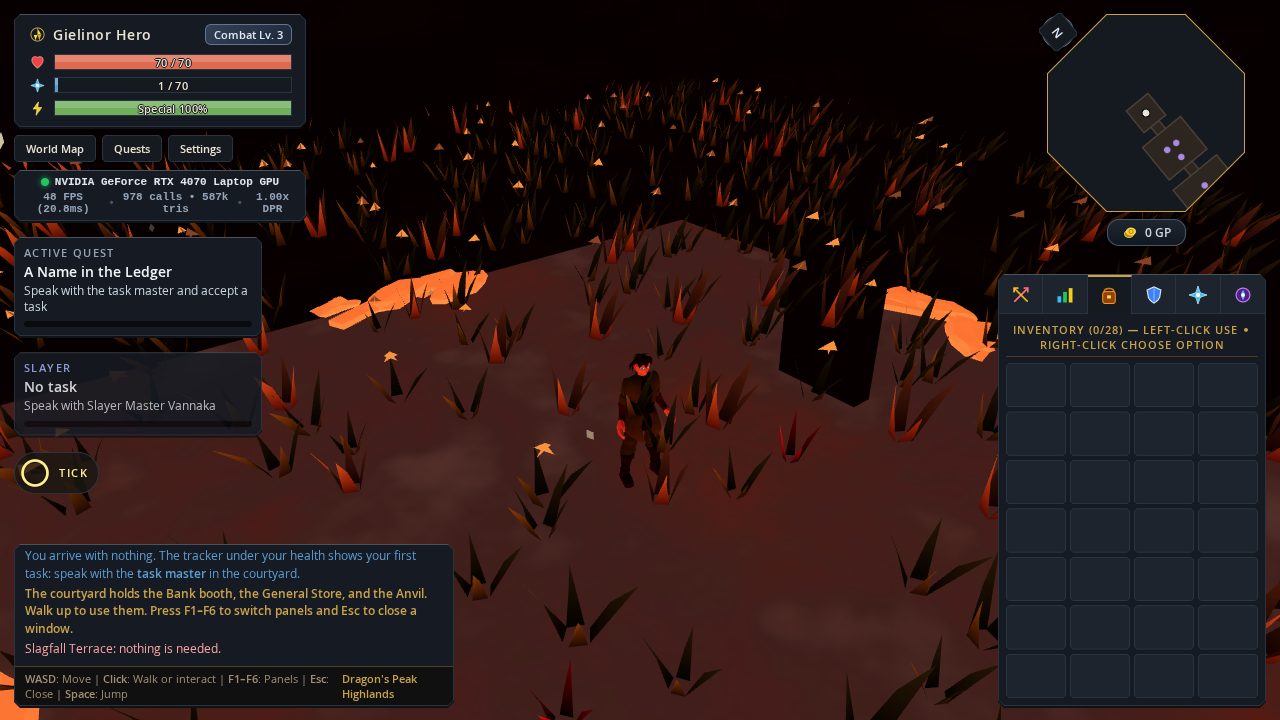 Gielinor Hero
Combat Lv. 3
70 / 70
1 / 70
Special 100%
World Map
Quests
Settings
NVIDIA GeForce RTX 4070 Laptop GPU
48 FPS (20.8ms) • 978 calls • 587k tris • 1.00x DPR
ACTIVE QUEST
A Name in the Ledger
Speak with the task master and accept a
task
SLAYER
No task
Speak with Slayer Master Vannaka
TICK
You arrive with nothing. The tracker under your health shows your first
task: speak with the task master in the courtyard.
The courtyard holds the Bank booth, the General Store, and the Anvil.
Walk up to use them. Press F1–F6 to switch panels and Esc to close a
window.
Slagfall Terrace: nothing is needed.
WASD: Move | Click: Walk or interact | F1–F6: Panels | Esc:
Close | Space: Jump
Dragon's Peak
Highlands
N
0 GP
INVENTORY (0/28) — LEFT-CLICK USE •
RIGHT-CLICK CHOOSE OPTION